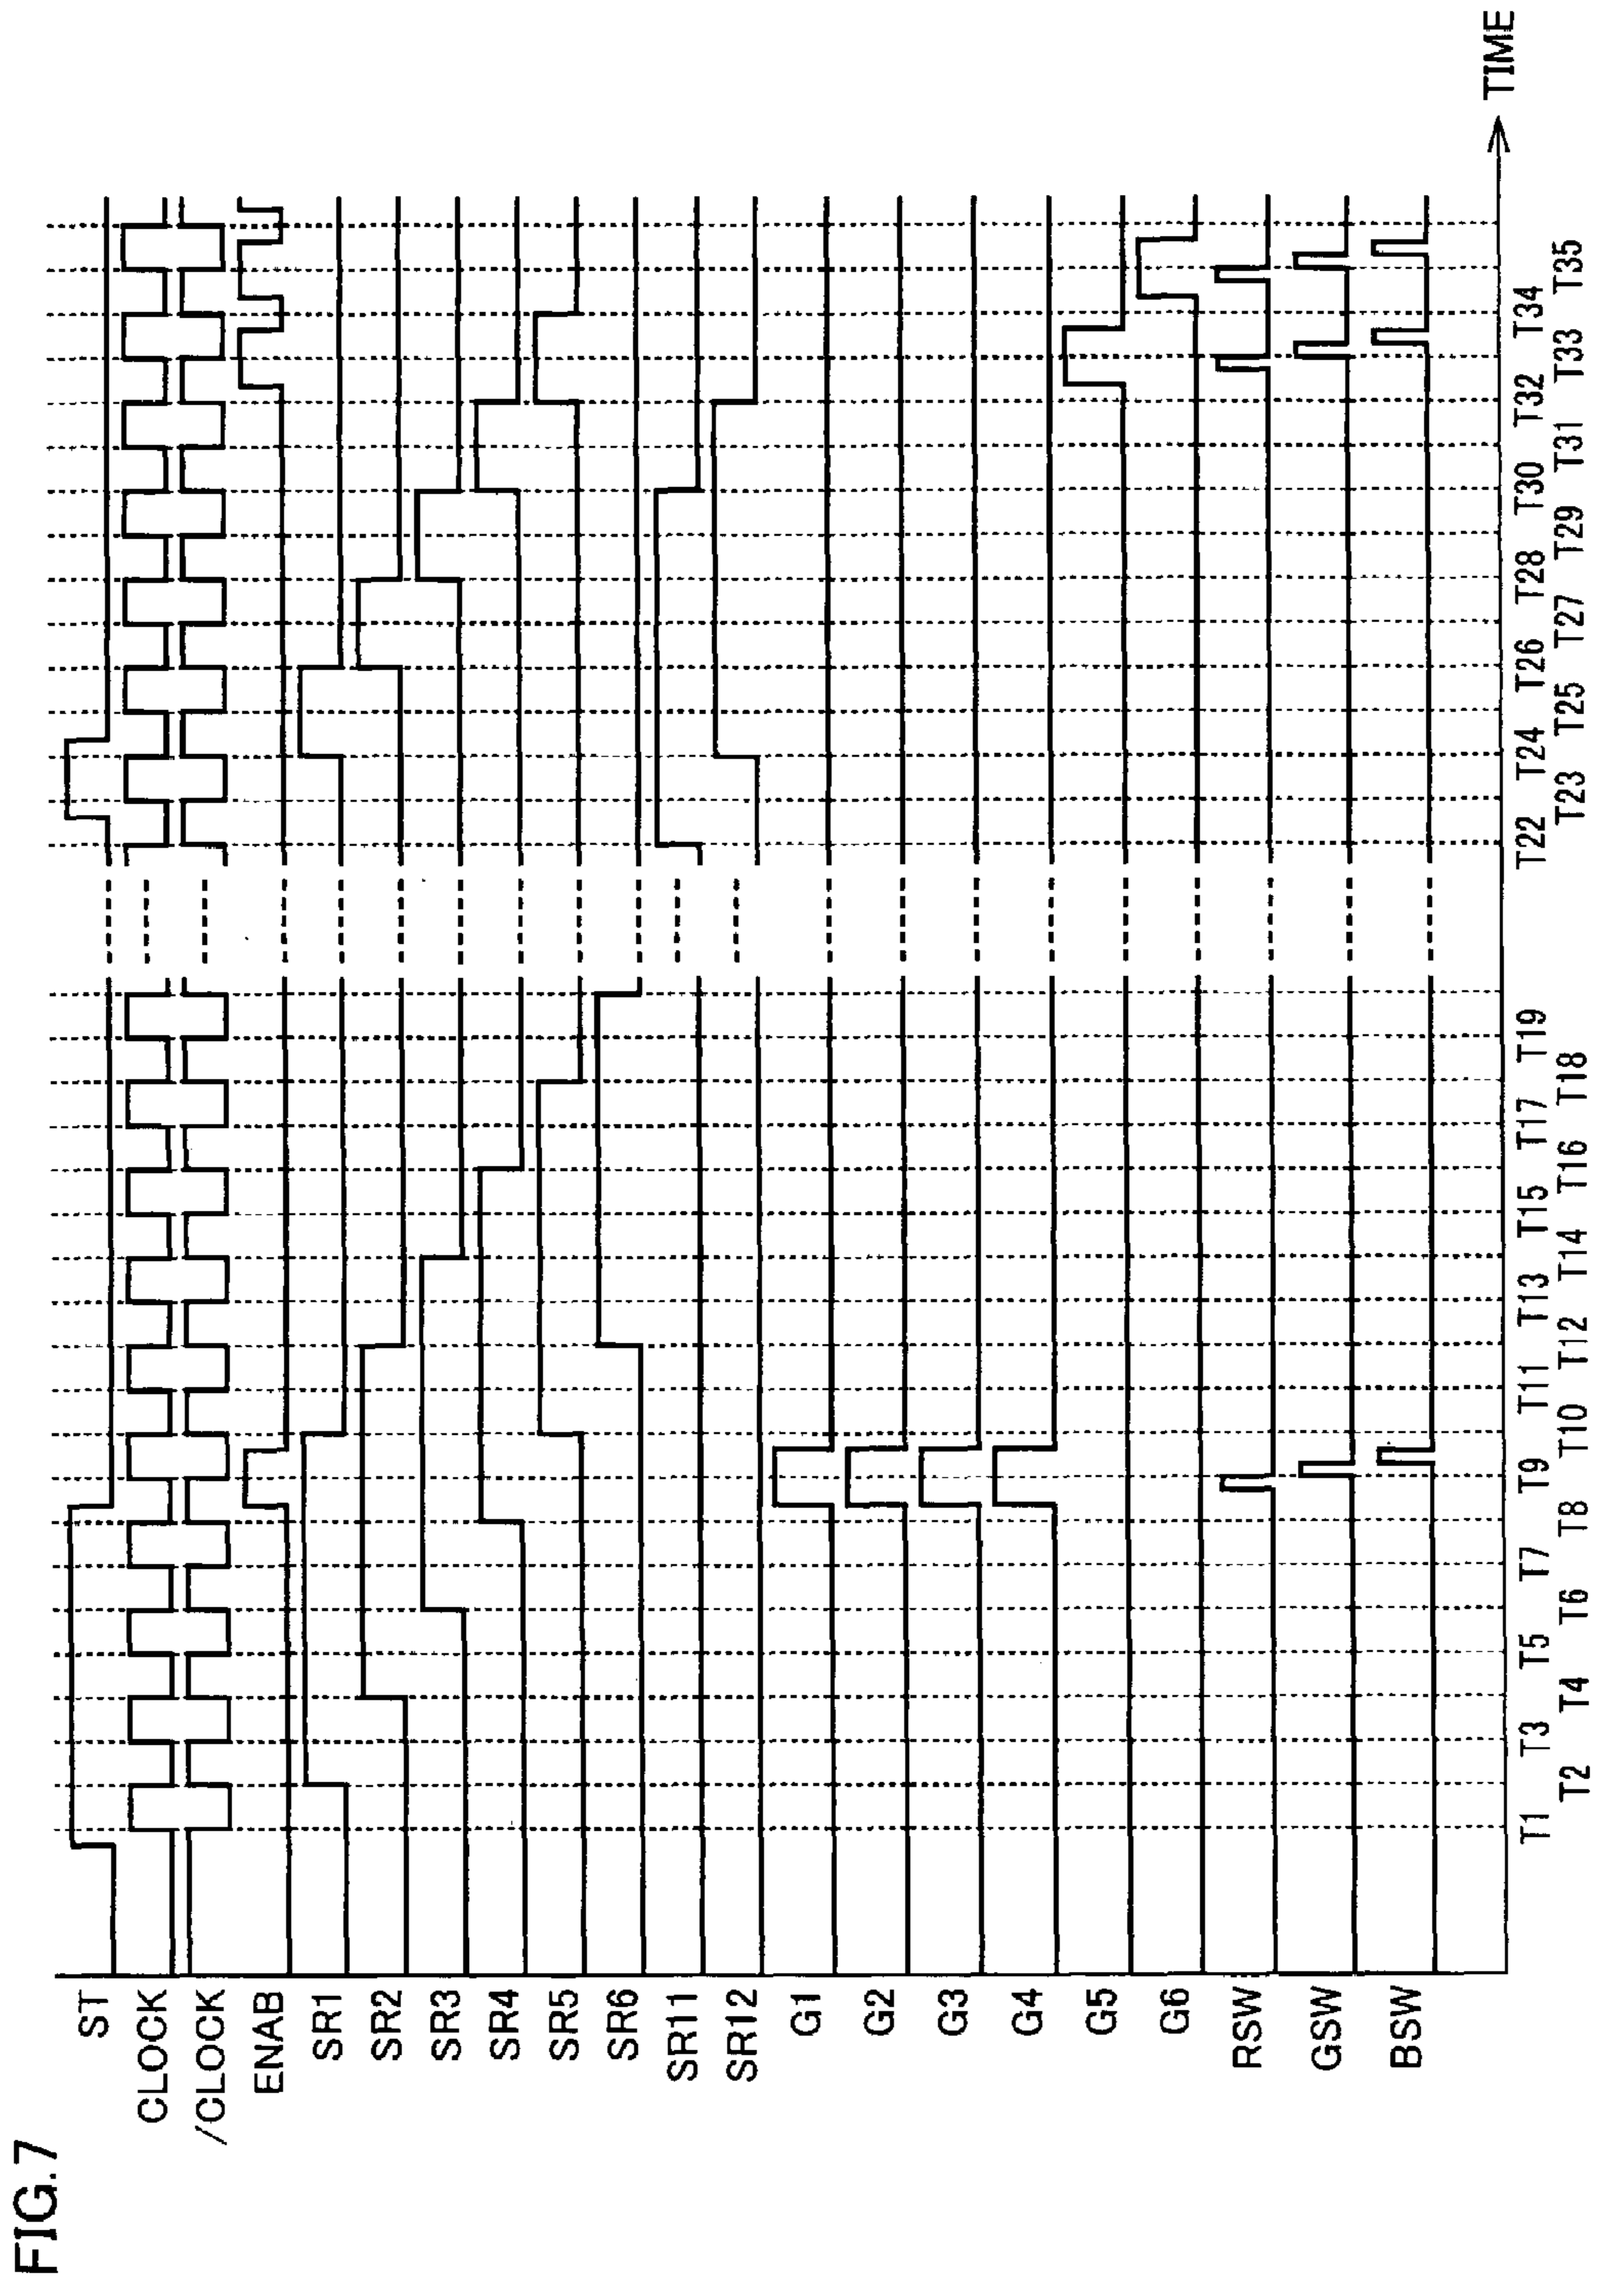 FIG.7
ST
CLOCK
/CLOCK
ENAB
SR1
SR2
SR3
SR4
SR5
SR6
SR11
SR12
G1
G2
G3
G4
G5
G6
RSW
GSW
BSW
T1 T3 T5 T7 T9 T11 T13 T15 T17 T19 T22 T24 T26 T28 T30 T32 T34
T2 T4 T6 T8 T10 T12 T14 T16 T18 T23 T25 T27 T29 T31 T33 T35
TIME